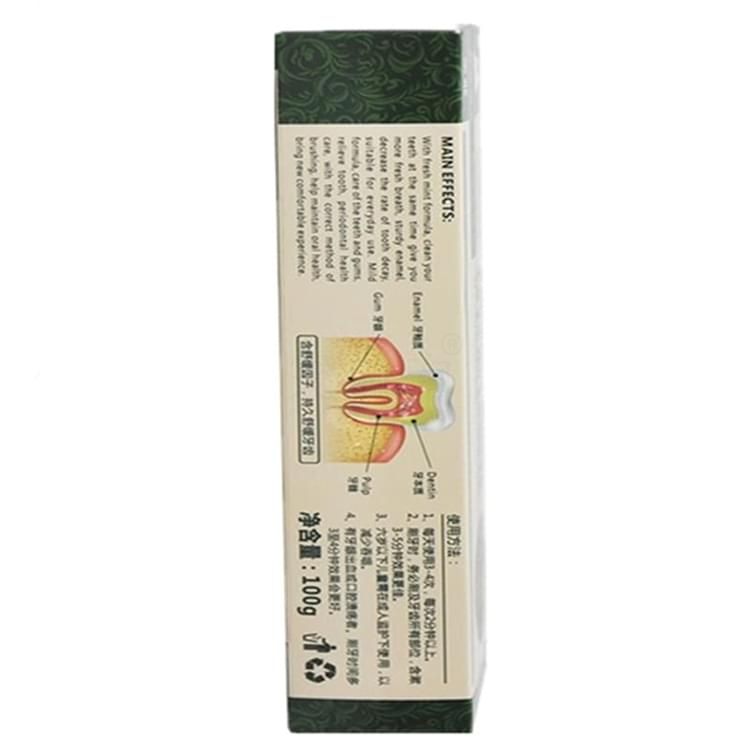 MAIN EFFECTS:
With fresh mint formula, clean your
teeth at the same time give you
more fresh breath, sturdy enamel,
decrease the rate of tooth decay,
suitable for everyday use. Mild
formula, care of the teeth and gums,
relieve tooth, periodontal health
care, with the correct method of
brushing, help maintain oral health,
bring new comfortable experience.
Enamel 牙釉质
Gum 牙龈
Dentin
牙本质
Pulp
牙髓
含舒缓因子,持久舒缓牙齿
使用方法:
1、每天使用3-4次,每次2分钟以上。
2、刷牙时,务必刷及牙齿所有部位,含漱
3-5分钟效果更佳。
3、六岁以下儿童需在成人监护下使用,以
减少吞咽。
4、有牙龈出血或口腔溃疡者,刷牙时间多
3至4分钟效果会更好。
净含量:100g